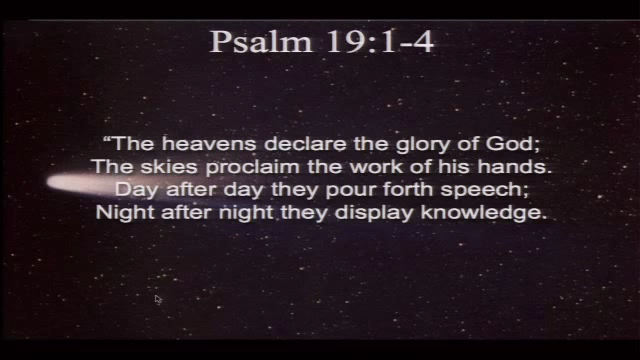 Psalm 19:1-4
“The heavens declare the glory of God;
The skies proclaim the work of his hands.
Day after day they pour forth speech;
Night after night they display knowledge.